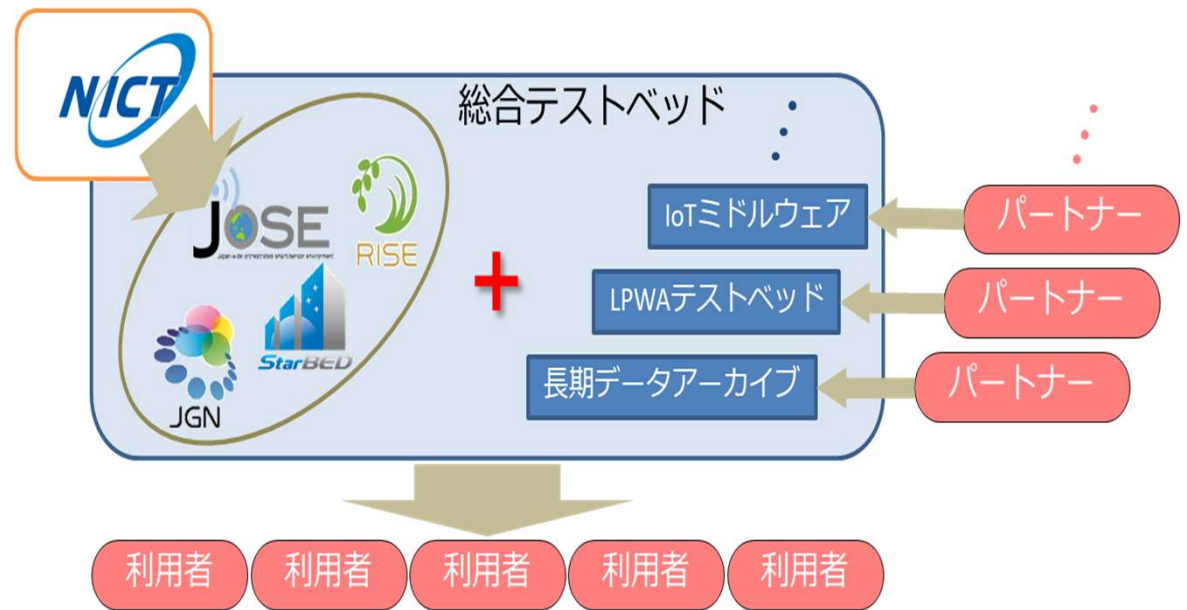 NICT
総合テストベッド
JOSE
Japan-wide orchestrated smart/sensor environment
RISE
StarBED
JGN
+
IoTミドルウェア
パートナー
LPWAテストベッド
パートナー
長期データアーカイブ
パートナー
利用者
利用者
利用者
利用者
利用者